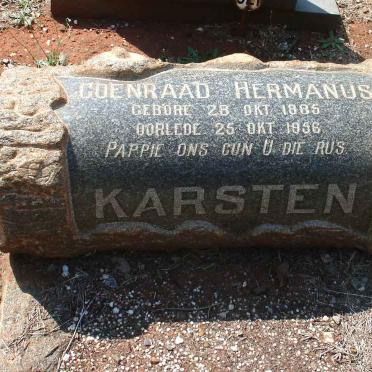 COENRAAD HERMANUS
GEBORE 28 OKT 1885
OORLEDE 25 OKT 1956
PAPPIE ONS GUN U DIE RUS
KARSTEN